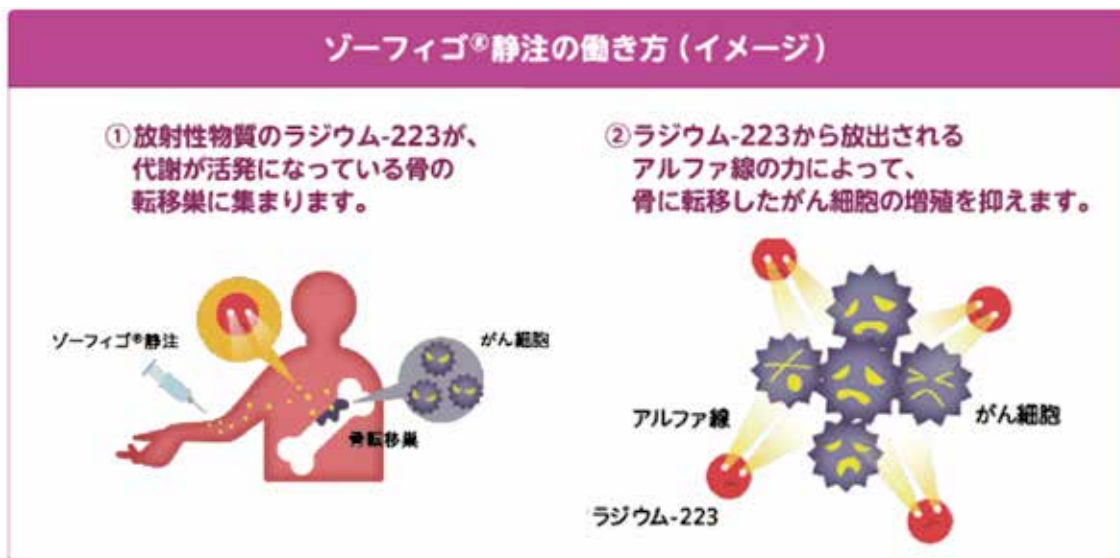 ゾーフィゴ®静注の働き方(イメージ)
①放射性物質のラジウム-223が、
代謝が活発になっている骨の
転移巣に集まります。
ゾーフィゴ®静注
がん細胞
骨転移巣
②ラジウム-223から放出される
アルファ線の力によって、
骨に転移したがん細胞の増殖を抑えます。
アルファ線
がん細胞
ラジウム-223